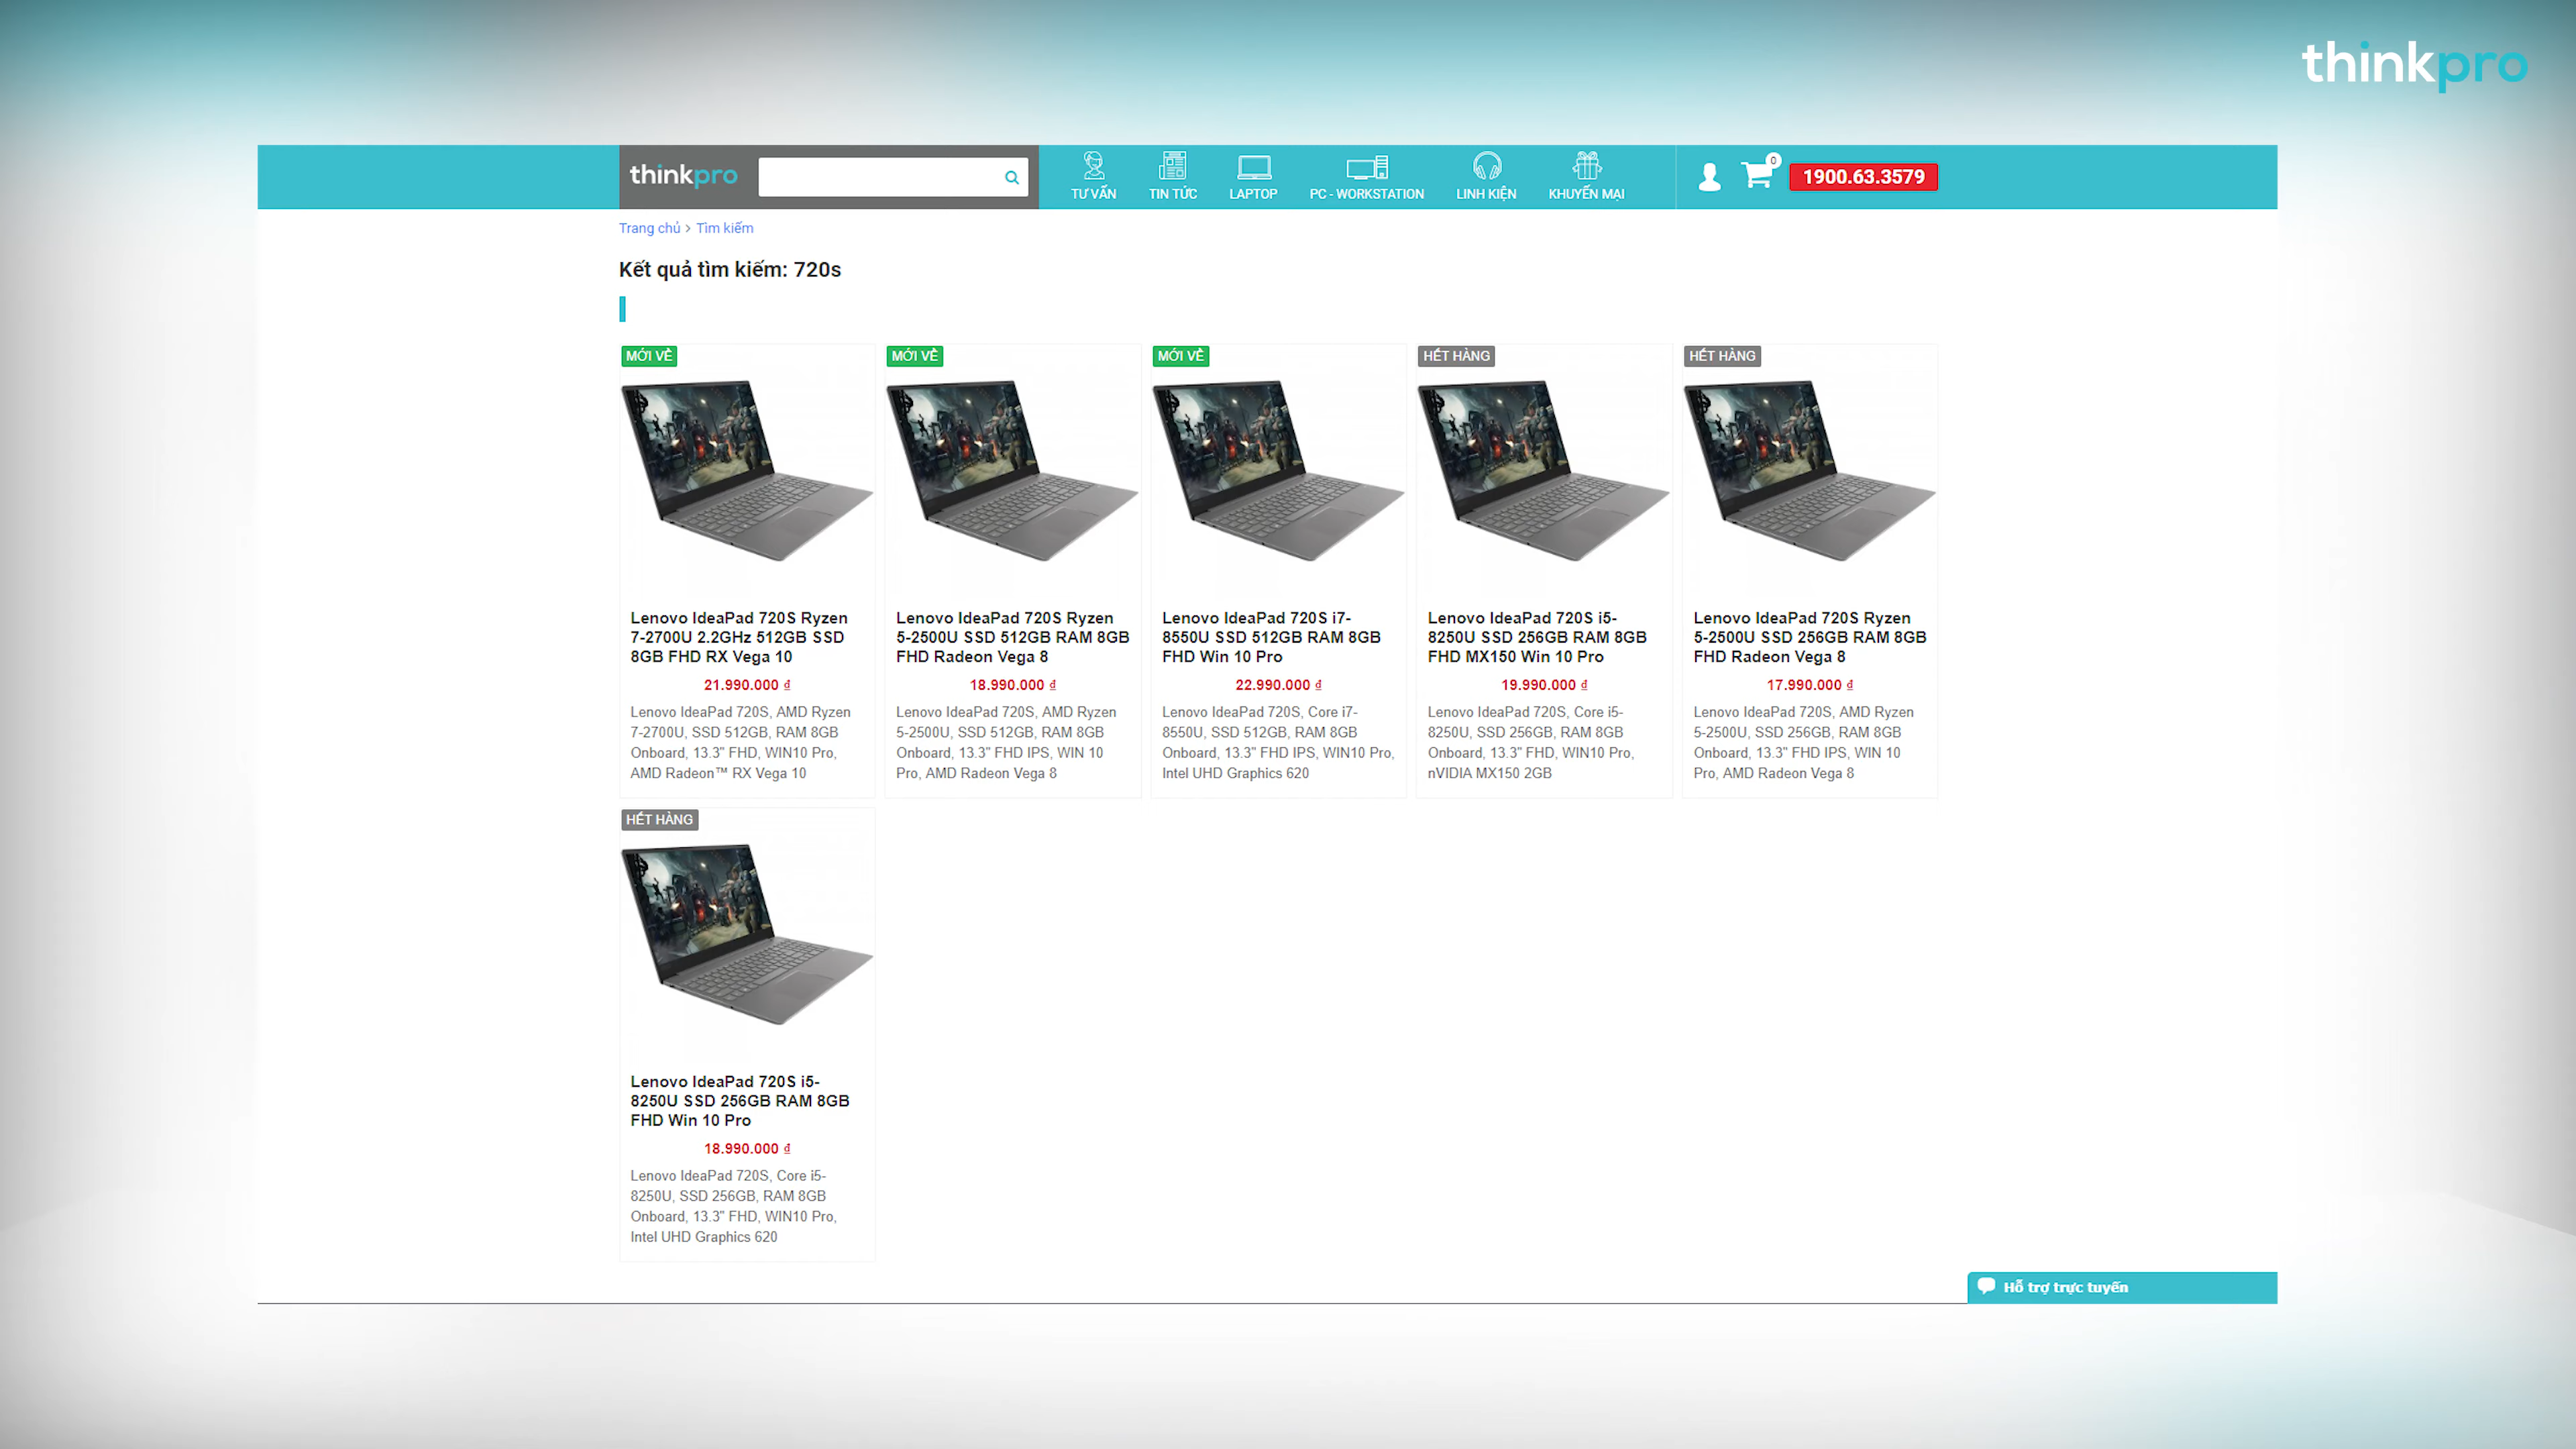 thinkpro
thinkpro
TƯ VẤN
TIN TỨC
LAPTOP
PC - WORKSTATION
LINH KIỆN
KHUYẾN MẠI
0
1900.63.3579
Trang chủ > Tìm kiếm
Kết quả tìm kiếm: 720s
MỚI VỀ
Lenovo IdeaPad 720S Ryzen
7-2700U 2.2GHz 512GB SSD
8GB FHD RX Vega 10
21.990.000 ₫
Lenovo IdeaPad 720S, AMD Ryzen
7-2700U, SSD 512GB, RAM 8GB
Onboard, 13.3" FHD, WIN10 Pro,
AMD Radeon™ RX Vega 10
MỚI VỀ
Lenovo IdeaPad 720S Ryzen
5-2500U SSD 512GB RAM 8GB
FHD Radeon Vega 8
18.990.000 ₫
Lenovo IdeaPad 720S, AMD Ryzen
5-2500U, SSD 512GB, RAM 8GB
Onboard, 13.3" FHD IPS, WIN 10
Pro, AMD Radeon Vega 8
MỚI VỀ
Lenovo IdeaPad 720S i7-
8550U SSD 512GB RAM 8GB
FHD Win 10 Pro
22.990.000 ₫
Lenovo IdeaPad 720S, Core i7-
8550U, SSD 512GB, RAM 8GB
Onboard, 13.3" FHD IPS, WIN10 Pro,
Intel UHD Graphics 620
HẾT HÀNG
Lenovo IdeaPad 720S i5-
8250U SSD 256GB RAM 8GB
FHD MX150 Win 10 Pro
19.990.000 ₫
Lenovo IdeaPad 720S, Core i5-
8250U, SSD 256GB, RAM 8GB
Onboard, 13.3" FHD, WIN10 Pro,
nVIDIA MX150 2GB
HẾT HÀNG
Lenovo IdeaPad 720S Ryzen
5-2500U SSD 256GB RAM 8GB
FHD Radeon Vega 8
17.990.000 ₫
Lenovo IdeaPad 720S, AMD Ryzen
5-2500U, SSD 256GB, RAM 8GB
Onboard, 13.3" FHD IPS, WIN 10
Pro, AMD Radeon Vega 8
HẾT HÀNG
Lenovo IdeaPad 720S i5-
8250U SSD 256GB RAM 8GB
FHD Win 10 Pro
18.990.000 ₫
Lenovo IdeaPad 720S, Core i5-
8250U, SSD 256GB, RAM 8GB
Onboard, 13.3" FHD, WIN10 Pro,
Intel UHD Graphics 620
Hỗ trợ trực tuyến